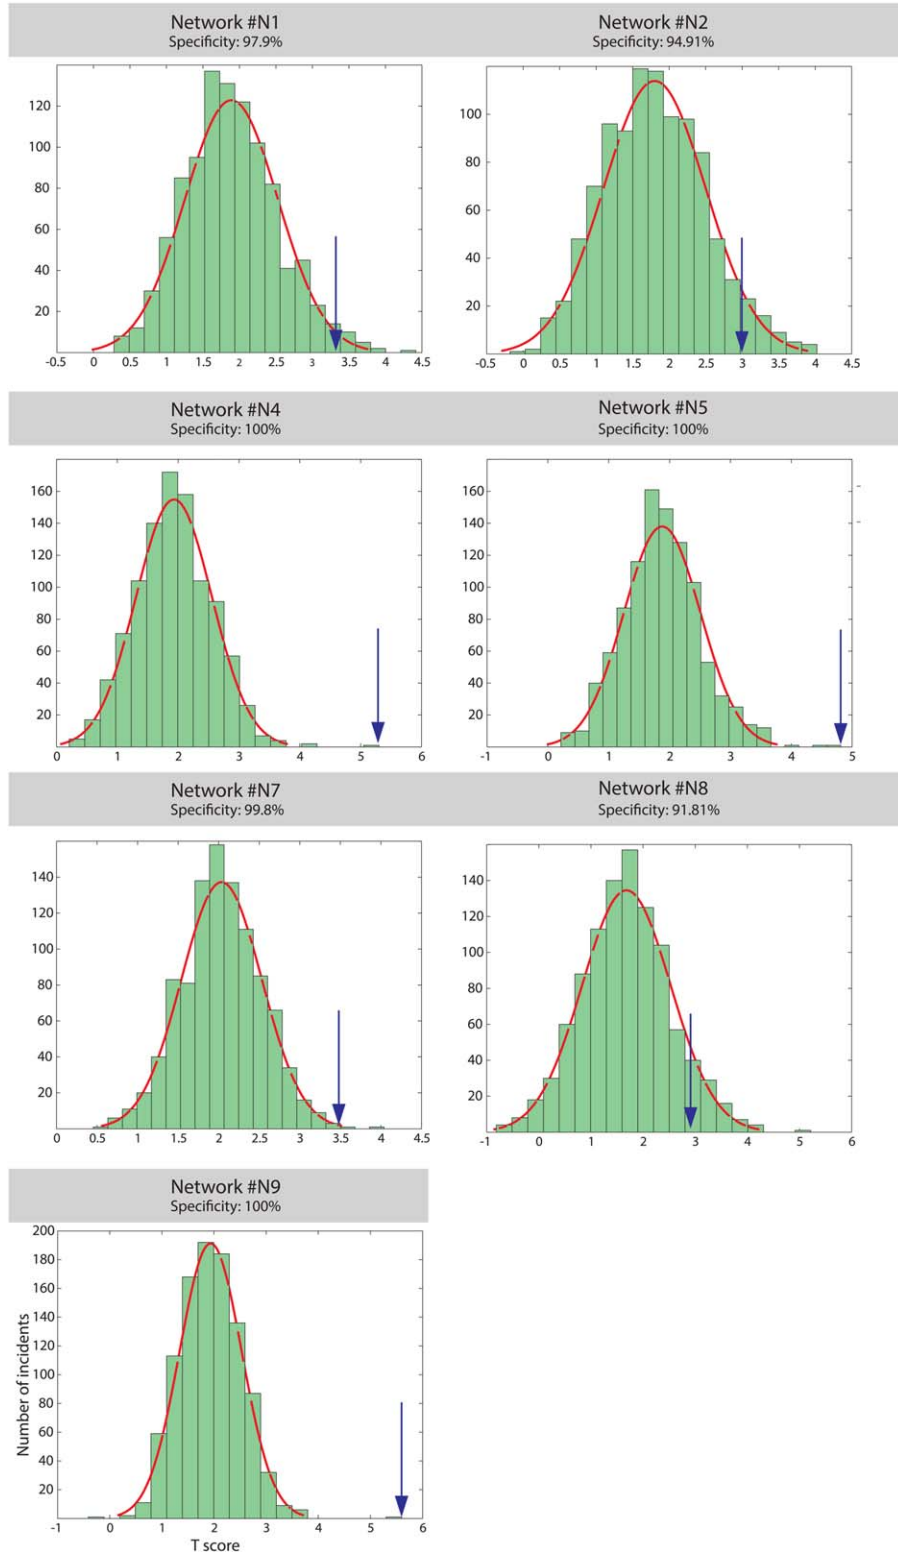 Network #N1
Specificity: 97.9%
Network #N2
Specificity: 94.91%
120
100
80
60
40
20
-0.5 0 0.5 1 1.5 2 2.5 3 3.5 4 4.5
100
80
60
40
20
-0.5 0 0.5 1 1.5 2 2.5 3 3.5 4 4.5
Network #N4
Specificity: 100%
Network #N5
Specificity: 100%
160
140
120
100
80
60
40
20
0 1 2 3 4 5 6
160
140
120
100
80
60
40
20
-1 0 1 2 3 4 5
Network #N7
Specificity: 99.8%
Network #N8
Specificity: 91.81%
140
120
100
80
60
40
20
0 0.5 1 1.5 2 2.5 3 3.5 4 4.5
140
120
100
80
60
40
20
-1 0 1 2 3 4 5 6
Network #N9
Specificity: 100%
Number of incidents
200
180
160
140
120
100
80
60
40
20
-1 0 1 2 3 4 5 6
T score